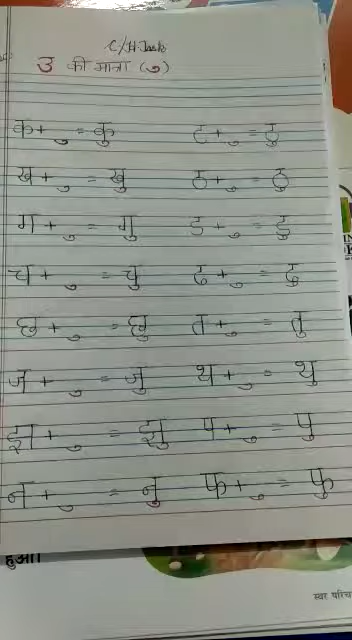 C/H Task
उ की मात्रा (ु)
क + ु = कु ट + ु = टु
ख + ु = खु ठ + ु = ठु
ग + ु = गु ड + ु = डु
च + ु = चु ढ + ु = ढु
छ + ु = छु त + ु = तु
ज + ु = जु थ + ु = थु
झ + ु = झु प + ु = पु
न + ु = नु फ + ु = फु
हुआ।
स्वर परिच